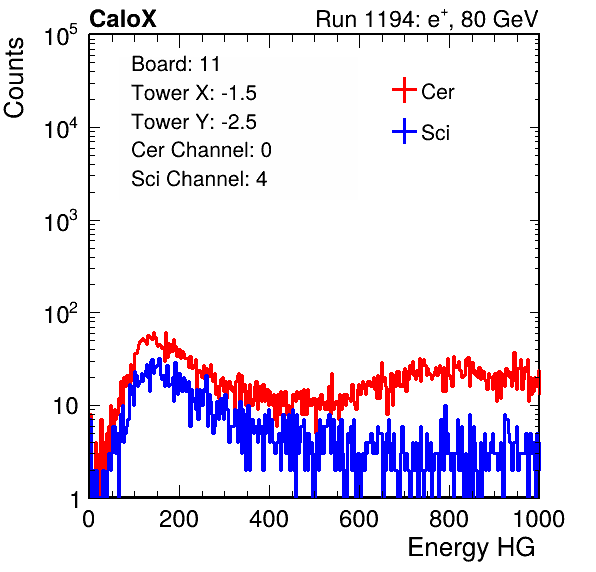 CaloX Run 1194: e⁺, 80 GeV
Counts
10⁵
10⁴
10³
10²
10
1
Board: 11
Tower X: -1.5
Tower Y: -2.5
Cer Channel: 0
Sci Channel: 4
Cer
Sci
0 200 400 600 800 1000
Energy HG